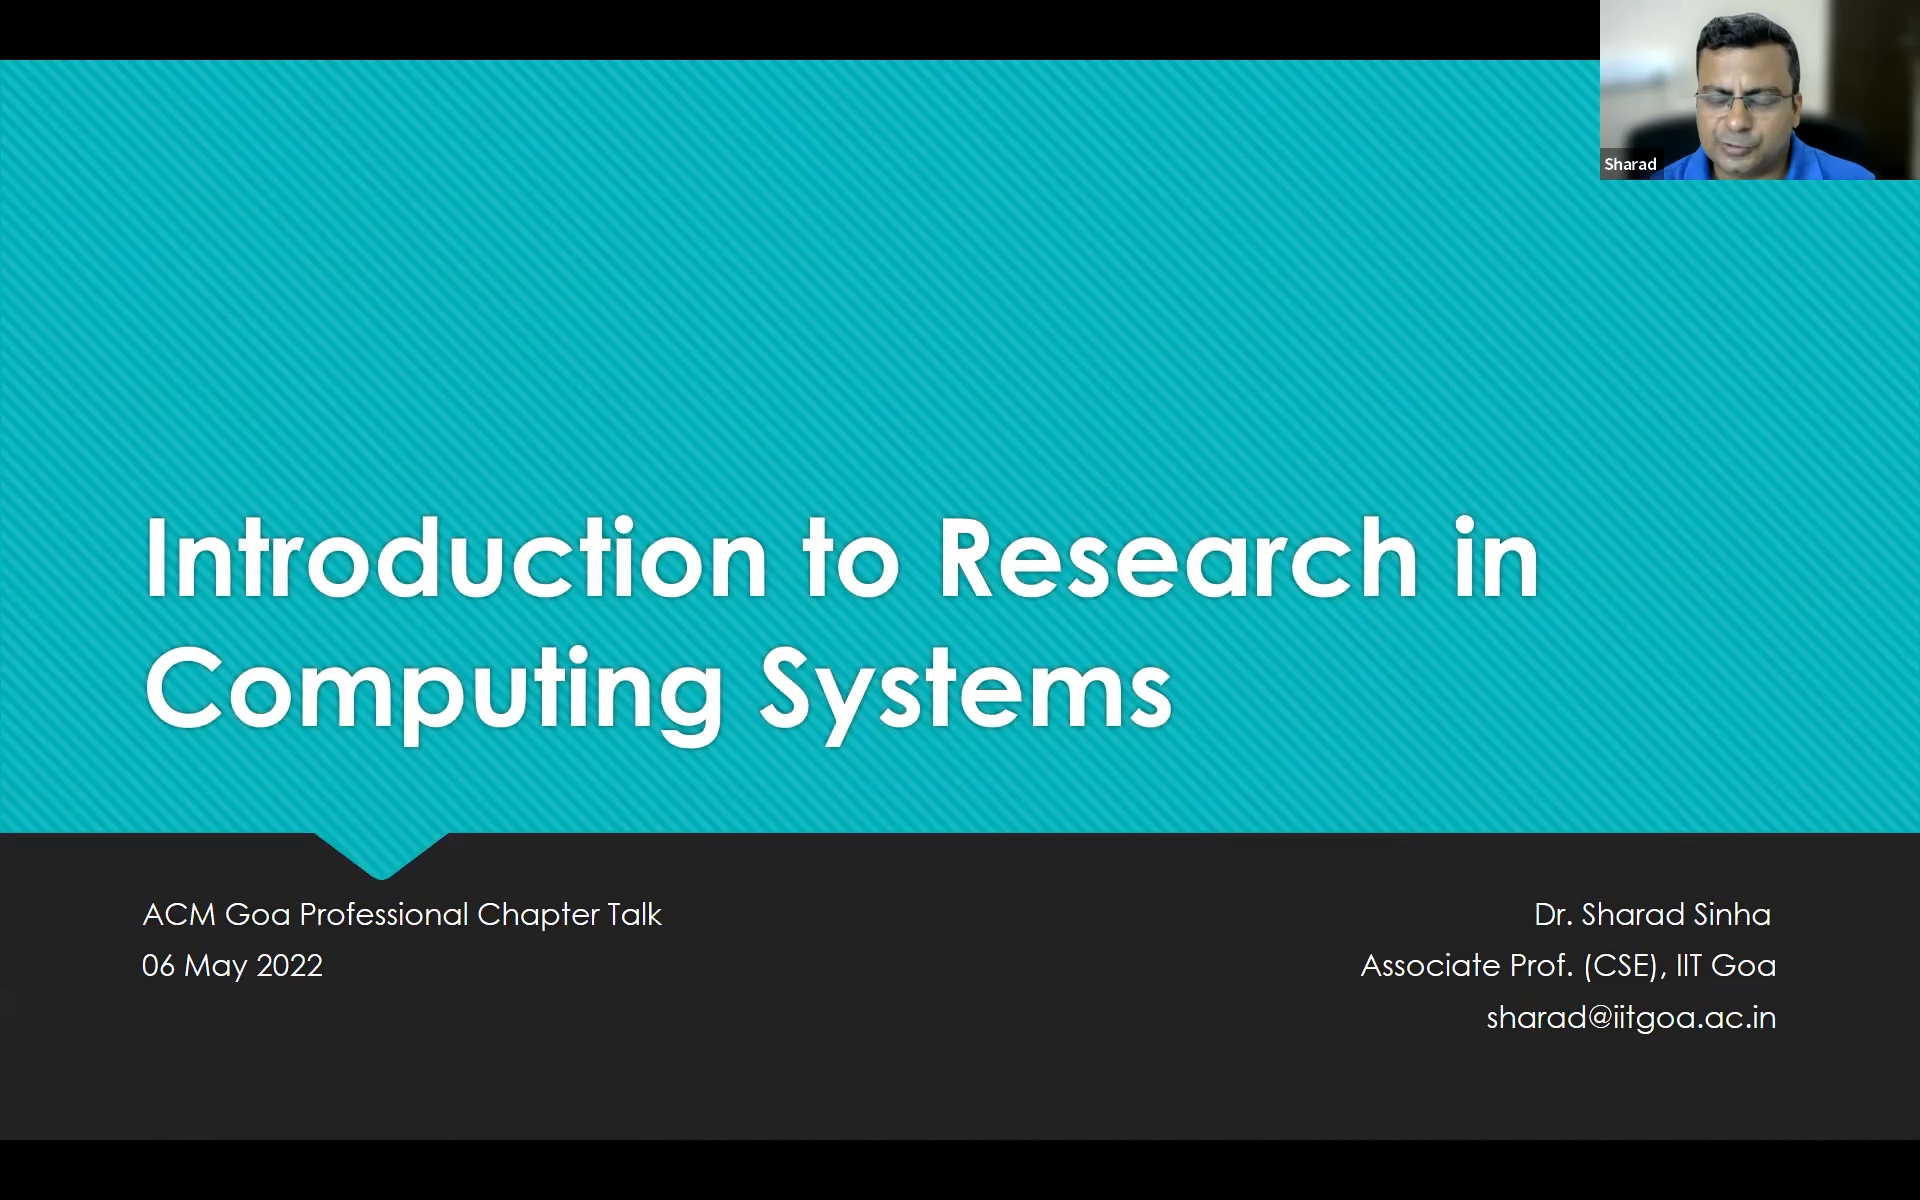 Sharad
Introduction to Research in
Computing Systems
ACM Goa Professional Chapter Talk
06 May 2022
Dr. Sharad Sinha
Associate Prof. (CSE), IIT Goa
sharad@iitgoa.ac.in